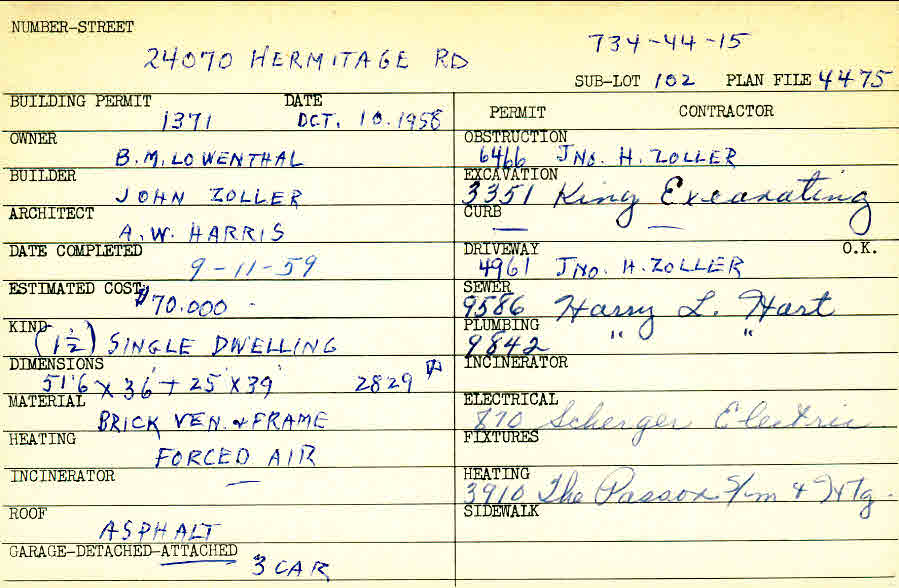 NUMBER-STREET
24070 HERMITAGE RD
734-44-15
SUB-LOT 102 PLAN FILE 4475
BUILDING PERMIT DATE
1371 OCT. 10.1958
OWNER
B.M. LOWENTHAL
BUILDER
JOHN ZOLLER
ARCHITECT
A.W. HARRIS
DATE COMPLETED
9-11-59
ESTIMATED COST
$70.000 -
KIND-
(1½) SINGLE DWELLING
DIMENSIONS
51'6 x 36' + 25' x 39' 2829
MATERIAL
BRICK VEN. & FRAME
HEATING
FORCED AIR
INCINERATOR
—
ROOF
ASPHALT
GARAGE-DETACHED-ATTACHED
3 CAR
PERMIT CONTRACTOR
OBSTRUCTION
6466 JNO. H. ZOLLER
EXCAVATION
3351 King Excavating
CURB
— —
DRIVEWAY O.K.
4961 JNO. H. ZOLLER
SEWER
9586 Harry L. Hart
PLUMBING
9842 " "
INCINERATOR
ELECTRICAL
870 Scherger Electric
FIXTURES
HEATING
3910 The Htg.
SIDEWALK